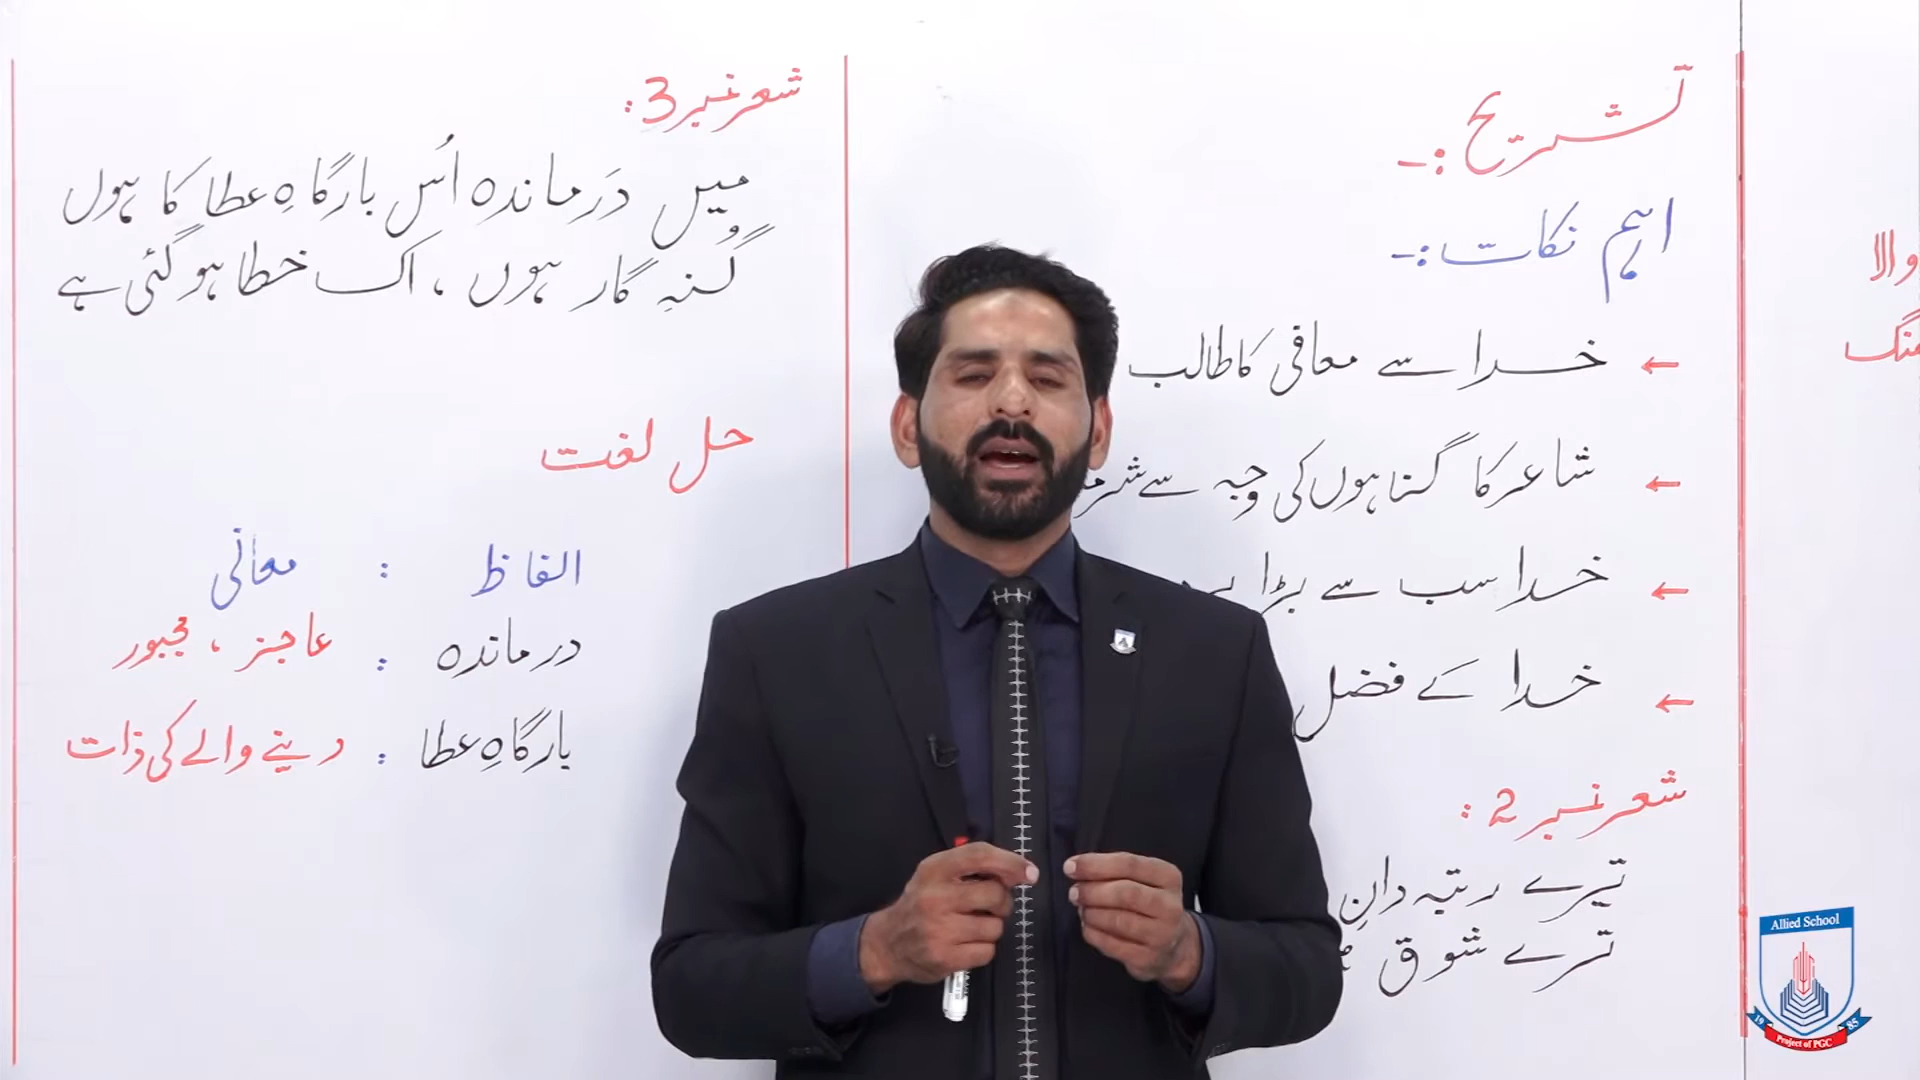 تشریح :-
اہم نکات :-
← خدا سے معافی کا طالب
← شاعر کا گناہوں کی وجہ سے
← خدا سب سے بڑا
← خدا کے فضل
شعر نمبر 2 :
تیرے رتبہ دانِ
ترے شوق
شعر نمبر 3 :
میں دَرماندہ اُس بارگاہِ عطا کا ہوں
گُنہِ گار ہوں ، اک خطا ہو گئی ہے
حل لغت
الفاظ : معانی
درماندہ : عاجز ، مجبور
بارگاہِ عطا : دینے والے کی ذات
والا
Allied School
19 85
Project of PGC